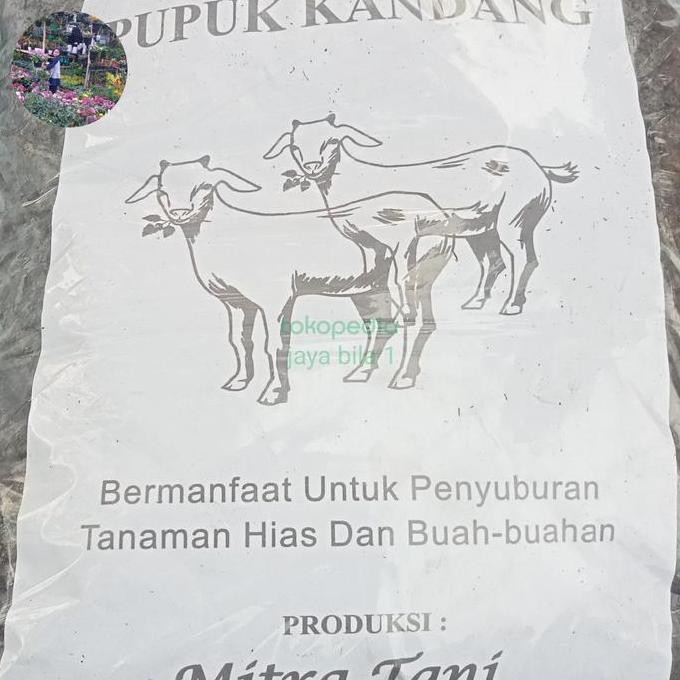 PUPUK KANDANG
tokopedia
jaya bila 1
Bermanfaat Untuk Penyuburan
Tanaman Hias Dan Buah-buahan
PRODUKSI :
Mitra Tani